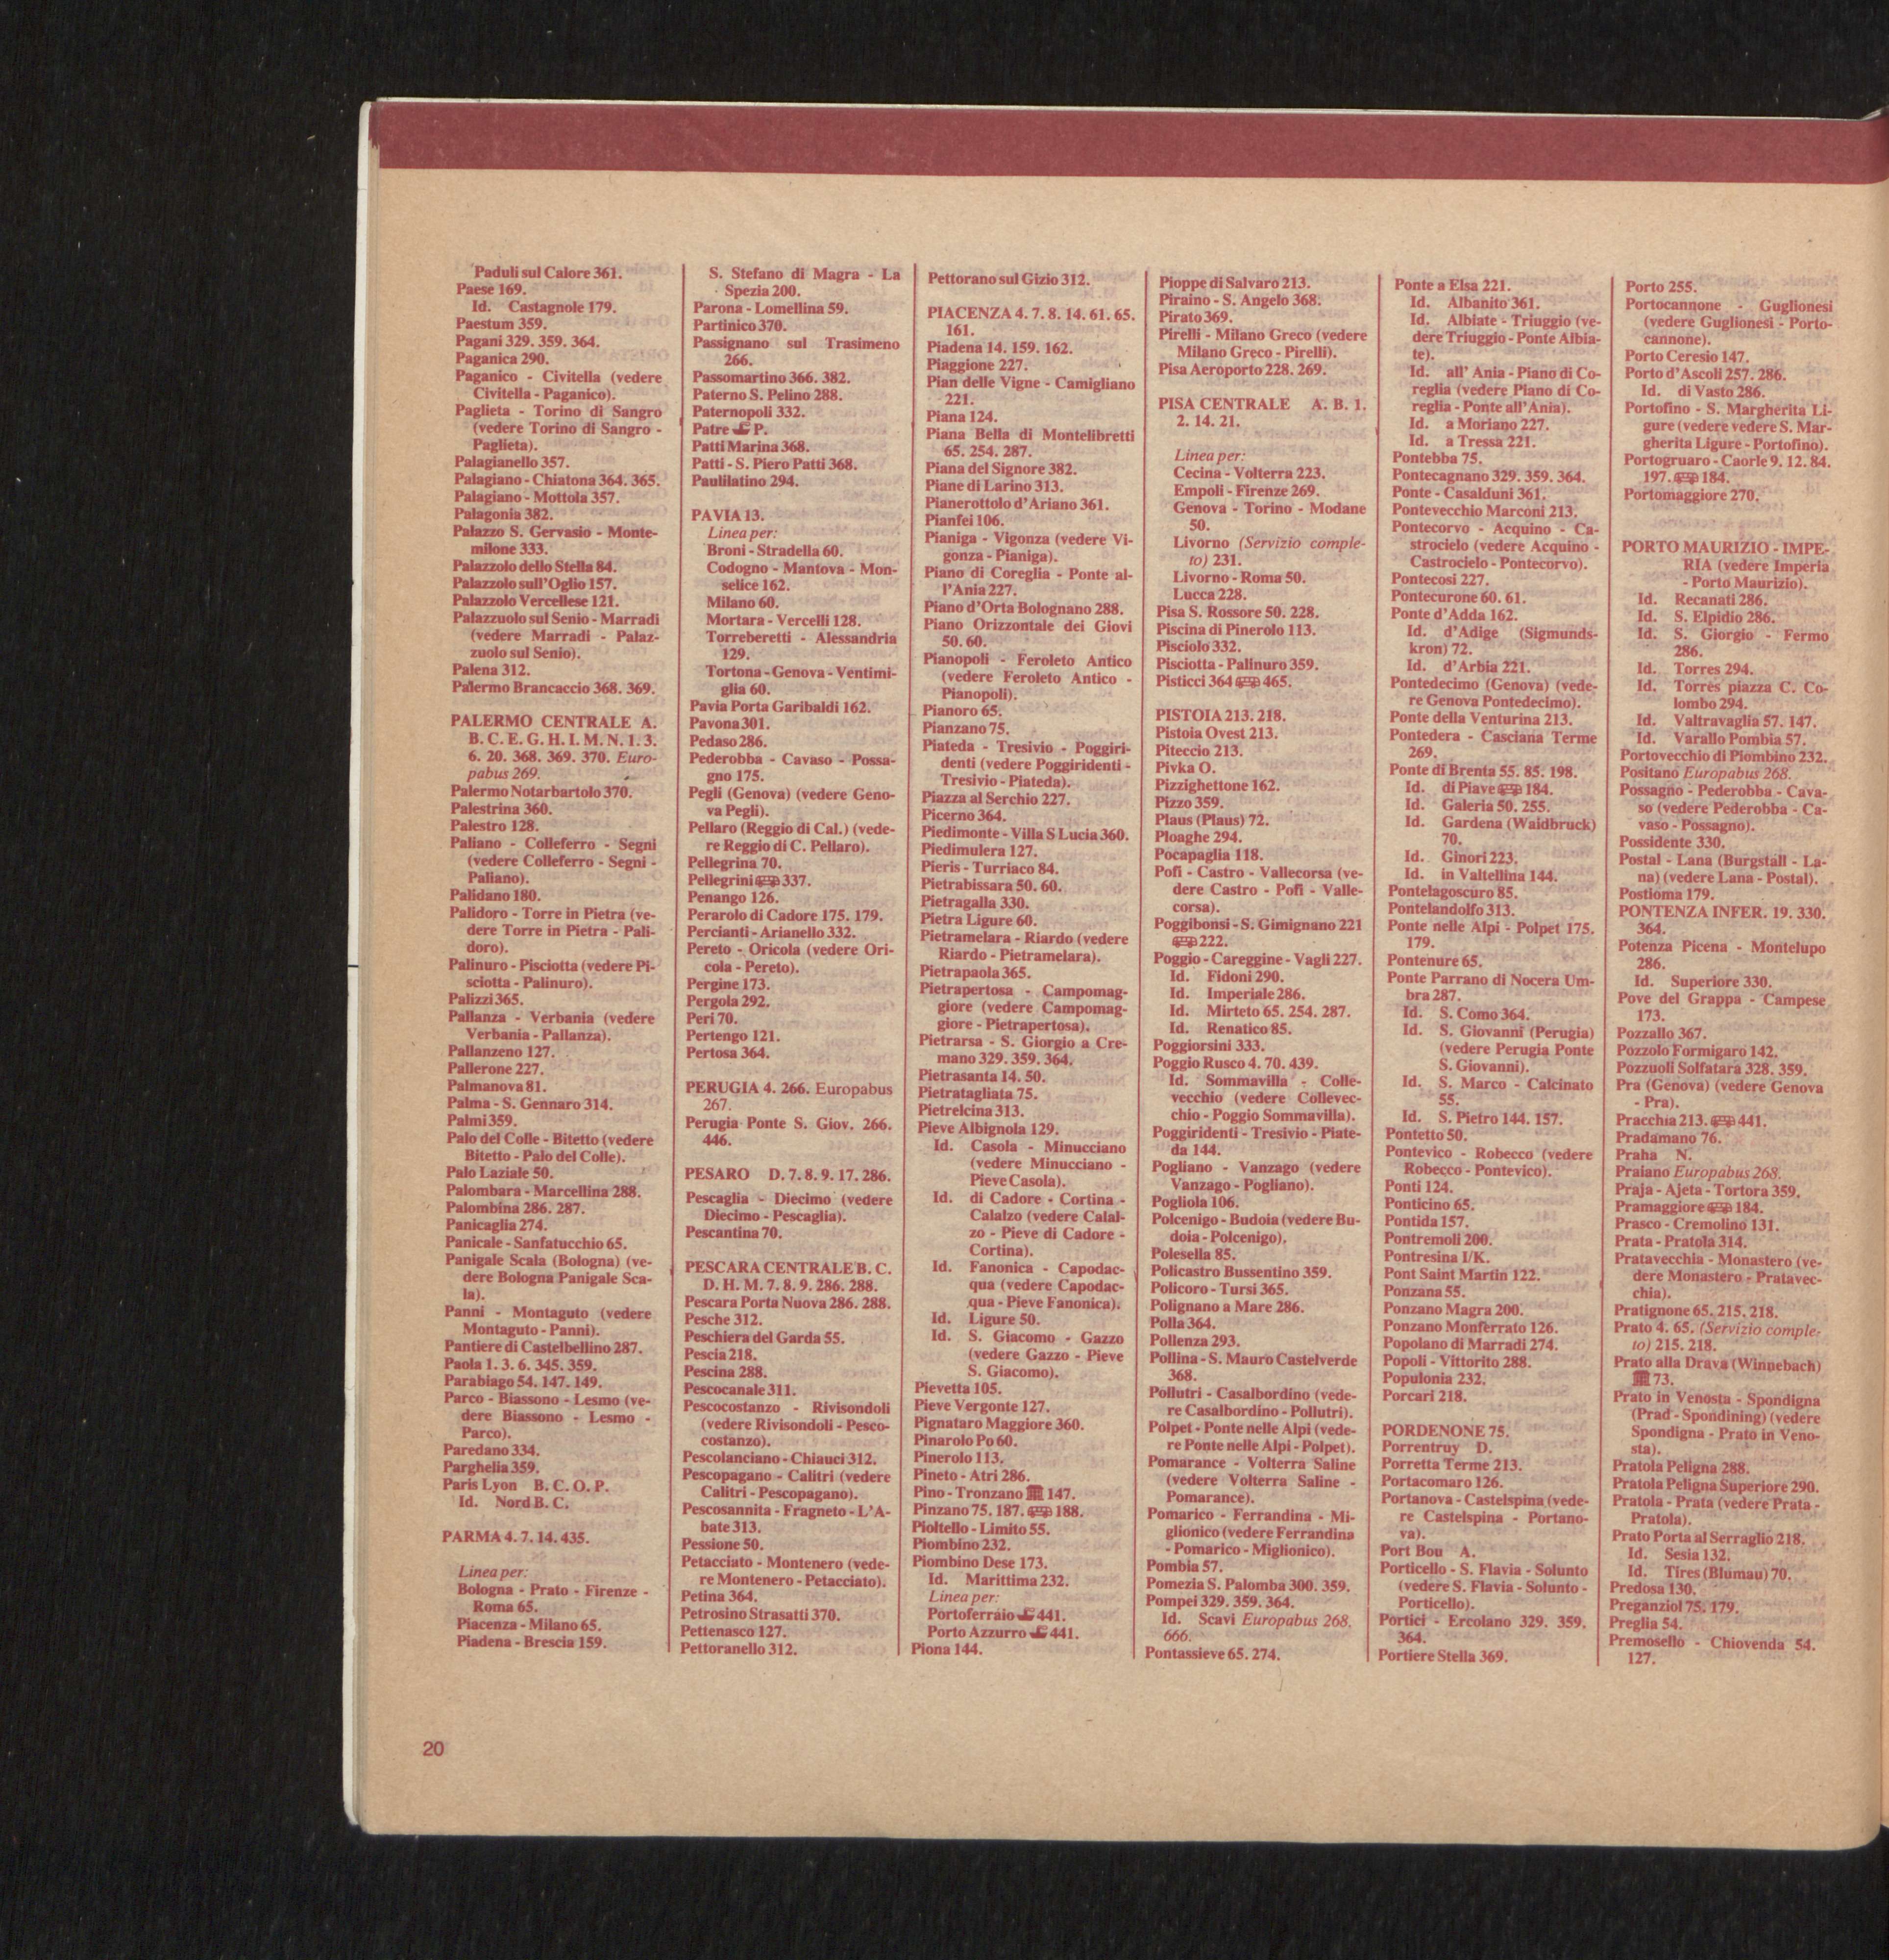 Paduli sul Calore 361.
Paese 169.
Id. Castagnole 179.
Paestum 359.
Pagani 329. 359. 364.
Paganica 290.
Paganico - Civitella (vedere
Civitella - Paganico).
Paglieta - Torino di Sangro
(vedere Torino di Sangro -
Paglieta).
Palagianello 357.
Palagiano - Chiatona 364. 365.
Palagiano - Mottola 357.
Palagonia 382.
Palazzo S. Gervasio - Monte-
milone 333.
Palazzolo dello Stella 84.
Palazzolo sull'Oglio 157.
Palazzolo Vercellese 121.
Palazzuolo sul Senio - Marradi
(vedere Marradi - Palaz-
zuolo sul Senio).
Palena 312.
Palermo Brancaccio 368. 369.
PALERMO CENTRALE A.
B. C. E. G. H. I. M. N. 1. 3.
6. 20. 368. 369. 370. Euro-
pabus 269.
Palermo Notarbartolo 370.
Palestrina 360.
Palestro 128.
Paliano - Colleferro - Segni
(vedere Colleferro - Segni -
Paliano).
Palidano 180.
Palidoro - Torre in Pietra (ve-
dere Torre in Pietra - Pali-
doro).
Palinuro - Pisciotta (vedere Pi-
sciotta - Palinuro).
Palizzi 365.
Pallanza - Verbania (vedere
Verbania - Pallanza).
Pallanzeno 127.
Pallerone 227.
Palmanova 81.
Palma - S. Gennaro 314.
Palmi 359.
Palo del Colle - Bitetto (vedere
Bitetto - Palo del Colle).
Palo Laziale 50.
Palombara - Marcellina 288.
Palombina 286. 287.
Panicaglia 274.
Panicale - Sanfatucchio 65.
Panigale Scala (Bologna) (ve-
dere Bologna Panigale Sca-
la).
Panni - Montaguto (vedere
Montaguto - Panni).
Pantiere di Castelbellino 287.
Paola 1. 3. 6. 345. 359.
Parabiago 54. 147. 149.
Parco - Biassono - Lesmo (ve-
dere Biassono - Lesmo -
Parco).
Paredano 334.
Parghelia 359.
Paris Lyon B. C. O. P.
Id. Nord B. C.
PARMA 4. 7. 14. 435.
Linea per:
Bologna - Prato - Firenze -
Roma 65.
Piacenza - Milano 65.
Piadena - Brescia 159.
S. Stefano di Magra - La
Spezia 200.
Parona - Lomellina 59.
Partinico 370.
Passignano sul Trasimeno
266.
Passomartino 366. 382.
Paterno S. Pelino 288.
Paternopoli 332.
Patre P.
Patti Marina 368.
Patti - S. Piero Patti 368.
Paulilatino 294.
PAVIA 13.
Linea per:
Broni - Stradella 60.
Codogno - Mantova - Mon-
selice 162.
Milano 60.
Mortara - Vercelli 128.
Torreberetti - Alessandria
129.
Tortona - Genova - Ventimi-
glia 60.
Pavia Porta Garibaldi 162.
Pavona 301.
Pedaso 286.
Pederobba - Cavaso - Possa-
gno 175.
Pegli (Genova) (vedere Geno-
va Pegli).
Pellaro (Reggio di Cal.) (vede-
re Reggio di C. Pellaro).
Pellegrina 70.
Pellegrini 337.
Penango 126.
Perarolo di Cadore 175. 179.
Percianti - Arianello 332.
Pereto - Oricola (vedere Ori-
cola - Pereto).
Pergine 173.
Pergola 292.
Peri 70.
Pertengo 121.
Pertosa 364.
PERUGIA 4. 266. Europabus
267.
Perugia Ponte S. Giov. 266.
446.
PESARO D. 7. 8. 9. 17. 286.
Pescaglia - Diecimo (vedere
Diecimo - Pescaglia).
Pescantina 70.
PESCARA CENTRALE B. C.
D. H. M. 7. 8. 9. 286. 288.
Pescara Porta Nuova 286. 288.
Pesche 312.
Peschiera del Garda 55.
Pescia 218.
Pescina 288.
Pescocanale 311.
Pescocostanzo - Rivisondoli
(vedere Rivisondoli - Pesco-
costanzo).
Pescolanciano - Chiauci 312.
Pescopagano - Calitri (vedere
Calitri - Pescopagano).
Pescosannita - Fragneto - L'A-
bate 313.
Pessione 50.
Petacciato - Montenero (vede-
re Montenero - Petacciato).
Petina 364.
Petrosino Strasatti 370.
Pettenasco 127.
Pettoranello 312.
Pettorano sul Gizio 312.
PIACENZA 4. 7. 8. 14. 61. 65.
161.
Piadena 14. 159. 162.
Piaggione 227.
Pian delle Vigne - Camigliano
221.
Piana 124.
Piana Bella di Montelibretti
65. 254. 287.
Piana del Signore 382.
Piane di Larino 313.
Pianerottolo d'Ariano 361.
Pianfei 106.
Pianiga - Vigonza (vedere Vi-
gonza - Pianiga).
Piano di Coreglia - Ponte al-
l'Ania 227.
Piano d'Orta Bolognano 288.
Piano Orizzontale dei Giovi
50. 60.
Pianopoli - Feroleto Antico
(vedere Feroleto Antico -
Pianopoli).
Pianoro 65.
Pianzano 75.
Piateda - Tresivio - Poggiri-
denti (vedere Poggiridenti -
Tresivio - Piateda).
Piazza al Serchio 227.
Picerno 364.
Piedimonte - Villa S Lucia 360.
Piedimulera 127.
Pieris - Turriaco 84.
Pietrabissara 50. 60.
Pietragalla 330.
Pietra Ligure 60.
Pietramelara - Riardo (vedere
Riardo - Pietramelara).
Pietrapaola 365.
Pietrapertosa - Campomag-
giore (vedere Campomag-
giore - Pietrapertosa).
Pietrarsa - S. Giorgio a Cre-
mano 329. 359. 364.
Pietrasanta 14. 50.
Pietratagliata 75.
Pietrelcina 313.
Pieve Albignola 129.
Id. Casola - Minucciano
(vedere Minucciano -
Pieve Casola).
Id. di Cadore - Cortina -
Calalzo (vedere Calal-
zo - Pieve di Cadore -
Cortina).
Id. Fanonica - Capodac-
qua (vedere Capodac-
qua - Pieve Fanonica).
Id. Ligure 50.
Id. S. Giacomo - Gazzo
(vedere Gazzo - Pieve
S. Giacomo).
Pievetta 105.
Pieve Vergonte 127.
Pignataro Maggiore 360.
Pinarolo Po 60.
Pinerolo 113.
Pineto - Atri 286.
Pino - Tronzano 147.
Pinzano 75. 187. 188.
Pioltello - Limito 55.
Piombino 232.
Piombino Dese 173.
Id. Marittima 232.
Linea per:
Portoferraio 441.
Porto Azzurro 441.
Piona 144.
Pioppe di Salvaro 213.
Piraino - S. Angelo 368.
Pirato 369.
Pirelli - Milano Greco (vedere
Milano Greco - Pirelli).
Pisa Aeroporto 228. 269.
PISA CENTRALE A. B. 1.
2. 14. 21.
Linea per:
Cecina - Volterra 223.
Empoli - Firenze 269.
Genova - Torino - Modane
50.
Livorno (Servizio comple-
to) 231.
Livorno - Roma 50.
Lucca 228.
Pisa S. Rossore 50. 228.
Piscina di Pinerolo 113.
Pisciolo 332.
Pisciotta - Palinuro 359.
Pisticci 364 465.
PISTOIA 213. 218.
Pistoia Ovest 213.
Piteccio 213.
Pivka O.
Pizzighettone 162.
Pizzo 359.
Plaus (Plaus) 72.
Ploaghe 294.
Pocapaglia 118.
Pofi - Castro - Vallecorsa (ve-
dere Castro - Pofi - Valle-
corsa).
Poggibonsi - S. Gimignano 221
222.
Poggio - Careggine - Vagli 227.
Id. Fidoni 290.
Id. Imperiale 286.
Id. Mirteto 65. 254. 287.
Id. Renatico 85.
Poggiorsini 333.
Poggio Rusco 4. 70. 439.
Id. Sommavilla - Colle-
vecchio (vedere Collevec-
chio - Poggio Sommavilla).
Poggiridenti - Tresivio - Piate-
da 144.
Pogliano - Vanzago (vedere
Vanzago - Pogliano).
Pogliola 106.
Polcenigo - Budoia (vedere Bu-
doia - Polcenigo).
Polesella 85.
Policastro Bussentino 359.
Policoro - Tursi 365.
Polignano a Mare 286.
Polla 364.
Pollenza 293.
Pollina - S. Mauro Castelverde
368.
Pollutri - Casalbordino (vede-
re Casalbordino - Pollutri).
Polpet - Ponte nelle Alpi (vede-
re Ponte nelle Alpi - Polpet).
Pomarance - Volterra Saline
(vedere Volterra Saline -
Pomarance).
Pomarico - Ferrandina - Mi-
glionico (vedere Ferrandina
- Pomarico - Miglionico).
Pombia 57.
Pomezia S. Palomba 300. 359.
Pompei 329. 359. 364.
Id. Scavi Europabus 268.
666.
Pontassieve 65. 274.
Ponte a Elsa 221.
Id. Albanito 361.
Id. Albiate - Triuggio (ve-
dere Triuggio - Ponte Albia-
te).
Id. all' Ania - Piano di Co-
reglia (vedere Piano di Co-
reglia - Ponte all'Ania).
Id. a Moriano 227.
Id. a Tressa 221.
Pontebba 75.
Pontecagnano 329. 359. 364.
Ponte - Casalduni 361.
Pontevecchio Marconi 213.
Pontecorvo - Acquino - Ca-
strocielo (vedere Acquino -
Castrocielo - Pontecorvo).
Pontecosi 227.
Pontecurone 60. 61.
Ponte d'Adda 162.
Id. d'Adige (Sigmunds-
kron) 72.
Id. d'Arbia 221.
Pontedecimo (Genova) (vede-
re Genova Pontedecimo).
Ponte della Venturina 213.
Pontedera - Casciana Terme
269.
Ponte di Brenta 55. 85. 198.
Id. di Piave 184.
Id. Galeria 50. 255.
Id. Gardena (Waidbruck)
70.
Id. Ginori 223.
Id. in Valtellina 144.
Pontelagoscuro 85.
Pontelandolfo 313.
Ponte nelle Alpi - Polpet 175.
179.
Pontenure 65.
Ponte Parrano di Nocera Um-
bra 287.
Id. S. Como 364.
Id. S. Giovanni (Perugia)
(vedere Perugia Ponte
S. Giovanni).
Id. S. Marco - Calcinato
55.
Id. S. Pietro 144. 157.
Pontetto 50.
Pontevico - Robecco (vedere
Robecco - Pontevico).
Ponti 124.
Ponticino 65.
Pontida 157.
Pontremoli 200.
Pontresina I/K.
Pont Saint Martin 122.
Ponzana 55.
Ponzano Magra 200.
Ponzano Monferrato 126.
Popolano di Marradi 274.
Popoli - Vittorito 288.
Populonia 232.
Porcari 218.
PORDENONE 75.
Porrentruy D.
Porretta Terme 213.
Portacomaro 126.
Portanova - Castelspina (vede-
re Castelspina - Portano-
va).
Port Bou A.
Porticello - S. Flavia - Solunto
(vedere S. Flavia - Solunto -
Porticello).
Portici - Ercolano 329. 359.
364.
Portiere Stella 369.
Porto 255.
Portocannone - Guglionesi
(vedere Guglionesi - Porto-
cannone).
Porto Ceresio 147.
Porto d'Ascoli 257. 286.
Id. di Vasto 286.
Portofino - S. Margherita Li-
gure (vedere vedere S. Mar-
gherita Ligure - Portofino).
Portogruaro - Caorle 9. 12. 84.
197. 184.
Portomaggiore 270.
PORTO MAURIZIO - IMPE-
RIA (vedere Imperia
- Porto Maurizio).
Id. Recanati 286.
Id. S. Elpidio 286.
Id. S. Giorgio - Fermo
286.
Id. Torres 294.
Id. Torres piazza C. Co-
lombo 294.
Id. Valtravaglia 57. 147.
Id. Varallo Pombia 57.
Portovecchio di Piombino 232.
Positano Europabus 268.
Possagno - Pederobba - Cava-
so (vedere Pederobba - Ca-
vaso - Possagno).
Possidente 330.
Postal - Lana (Burgstall - La-
na) (vedere Lana - Postal).
Postioma 179.
PONTENZA INFER. 19. 330.
364.
Potenza Picena - Montelupo
286.
Id. Superiore 330.
Pove del Grappa - Campese
173.
Pozzallo 367.
Pozzolo Formigaro 142.
Pozzuoli Solfatara 328. 359.
Pra (Genova) (vedere Genova
- Pra).
Pracchia 213. 441.
Pradamano 76.
Praha N.
Praiano Europabus 268.
Praja - Ajeta - Tortora 359.
Pramaggiore 184.
Prasco - Cremolino 131.
Prata - Pratola 314.
Pratavecchia - Monastero (ve-
dere Monastero - Pratavec-
chia).
Pratignone 65. 215. 218.
Prato 4. 65. (Servizio comple-
to) 215. 218.
Prato alla Drava (Winnebach)
73.
Prato in Venosta - Spondigna
(Prad - Spondining) (vedere
Spondigna - Prato in Veno-
sta).
Pratola Peligna 288.
Pratola Peligna Superiore 290.
Pratola - Prata (vedere Prata -
Pratola).
Prato Porta al Serraglio 218.
Id. Sesia 132.
Id. Tires (Blumau) 70.
Predosa 130.
Preganziol 75. 179.
Preglia 54.
Premosello - Chiovenda 54.
127.
20